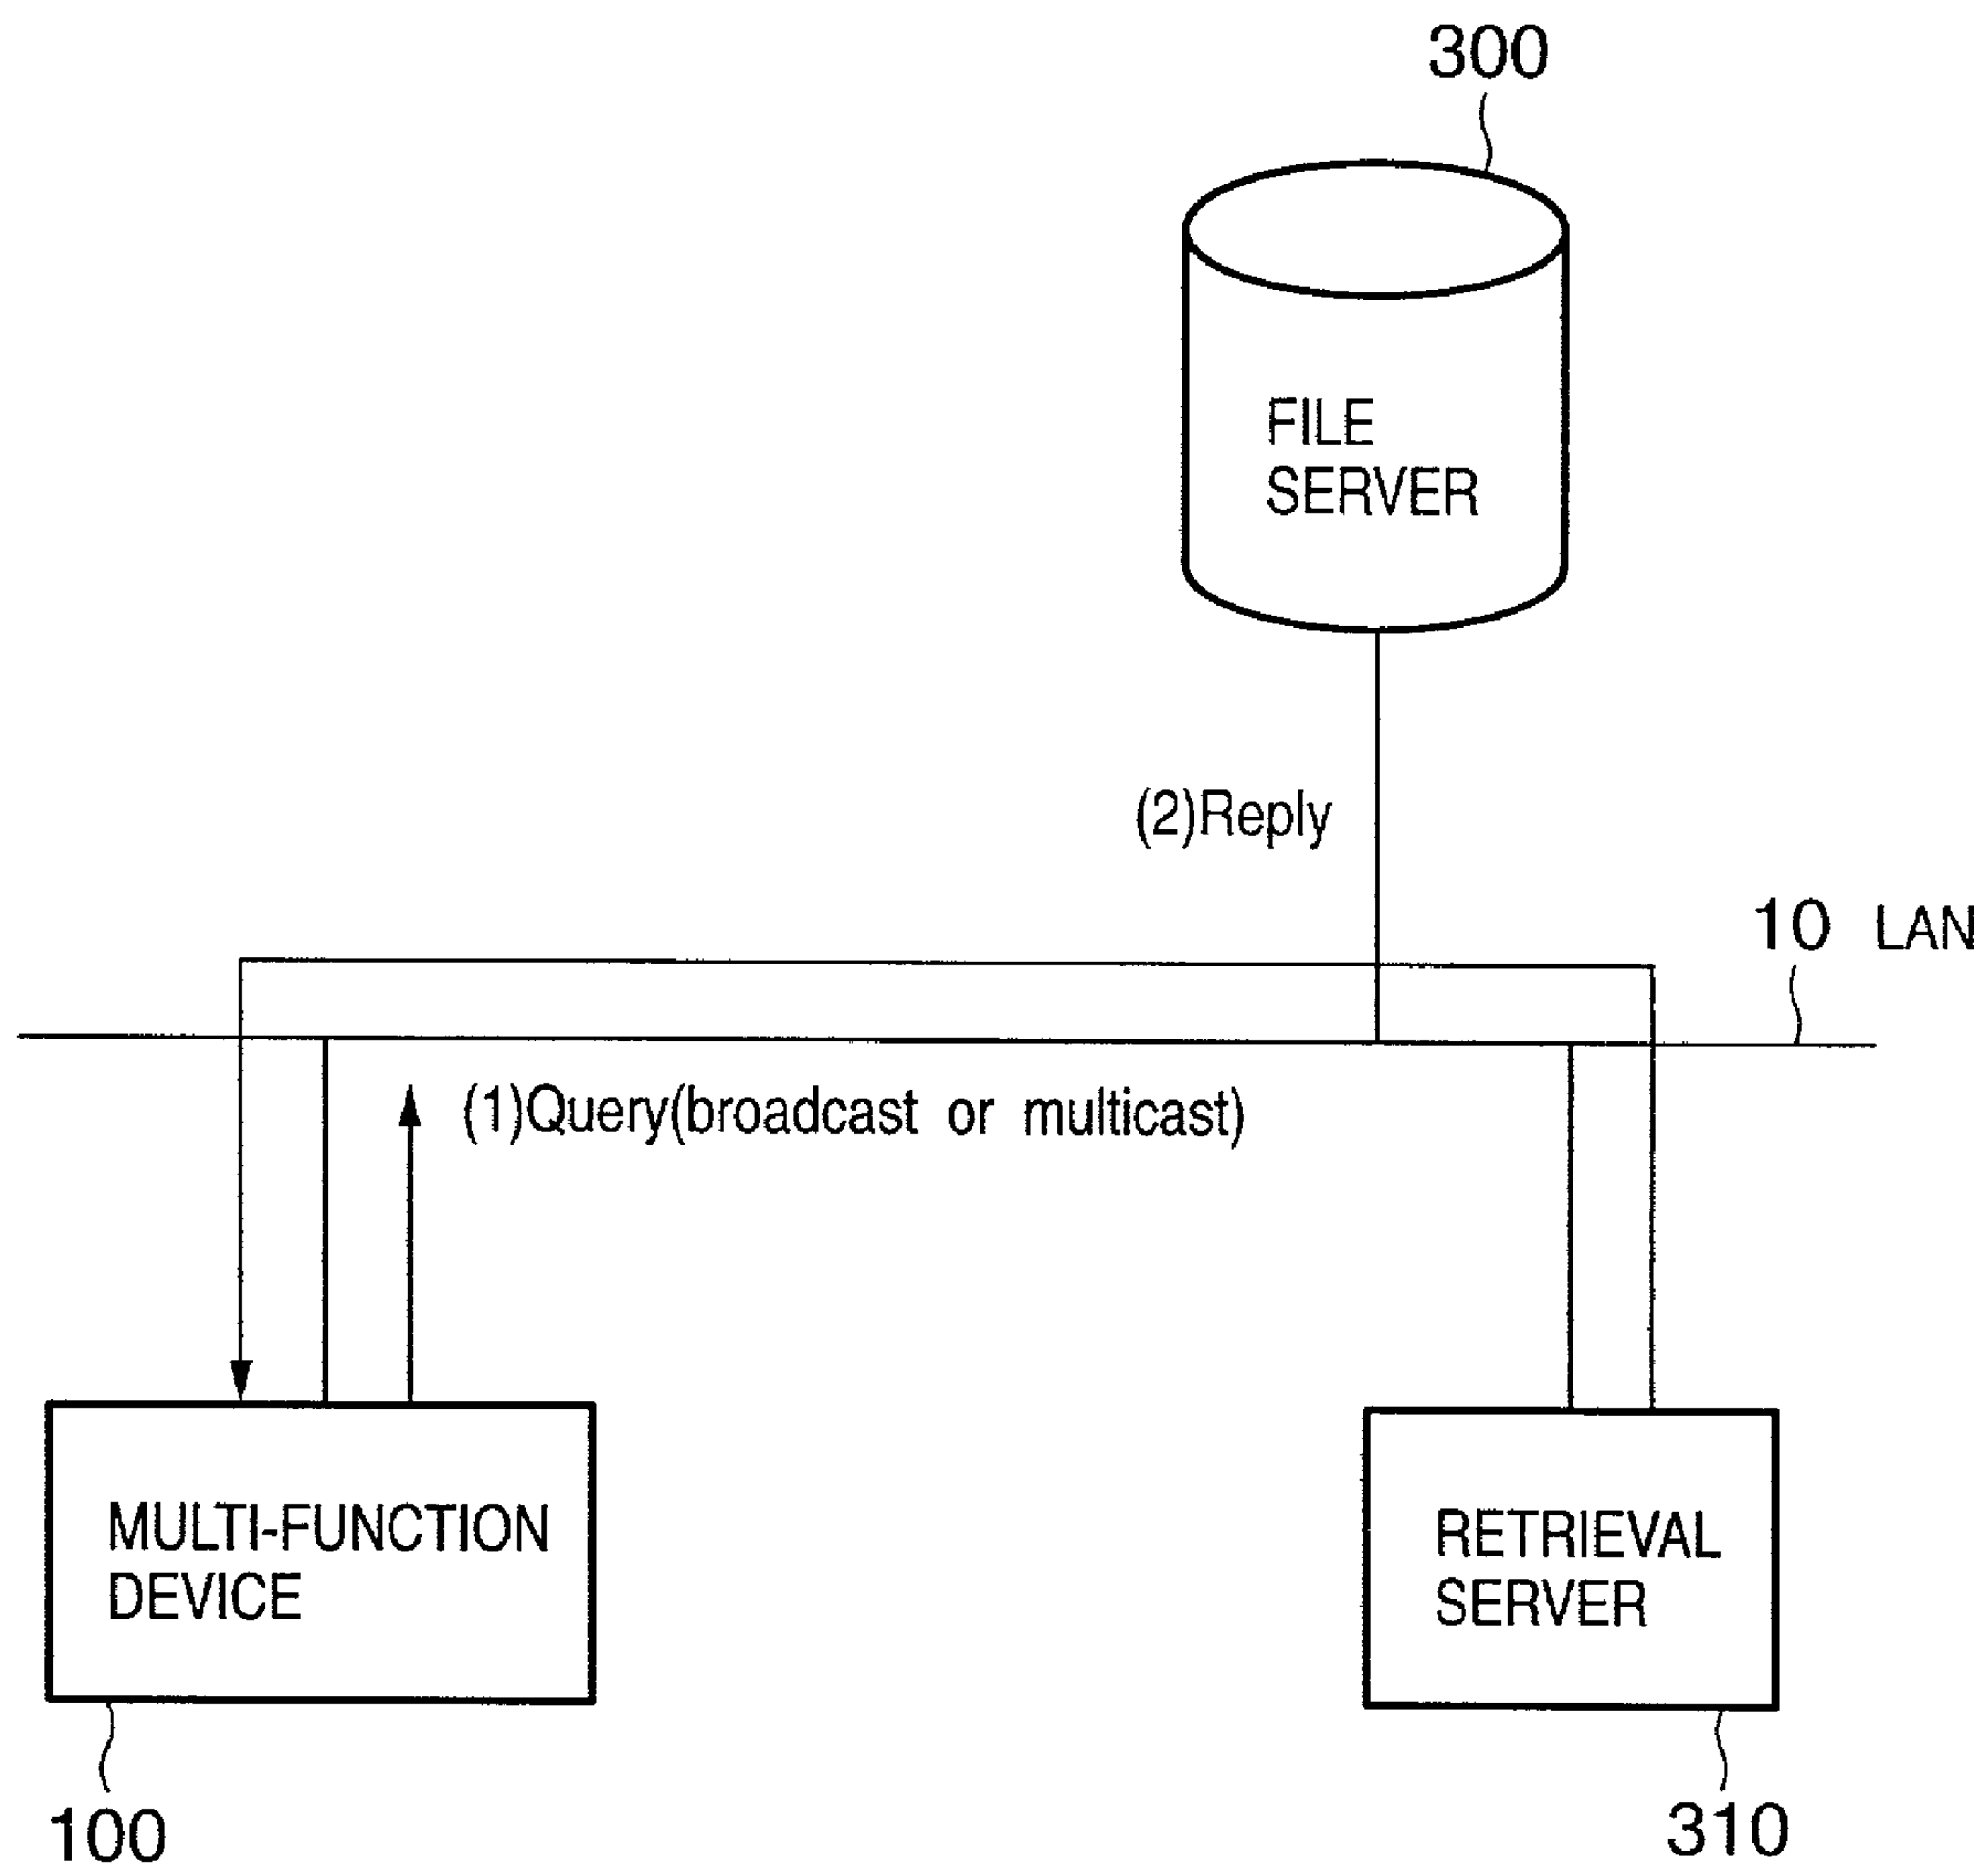 300
FILE
SERVER
(2)Reply
10 LAN
(1)Query(broadcast or multicast)
MULTI-FUNCTION
DEVICE
RETRIEVAL
SERVER
100
310